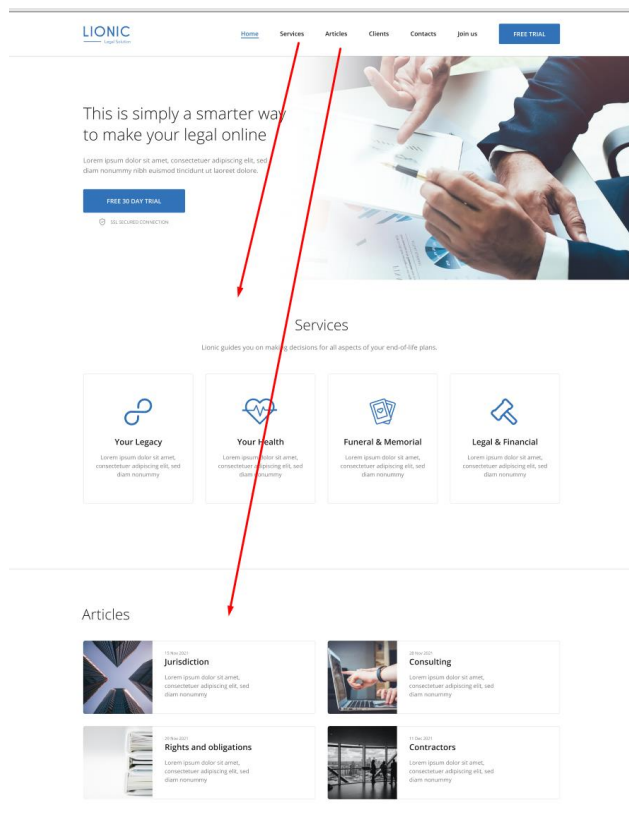 LIONIC
Legal Solution
Home Services Articles Clients Contacts Join us FREE TRIAL
This is simply a smarter way
to make your legal online
Lorem ipsum dolor sit amet, consectetuer adipiscing elit, sed
diam nonummy nibh euismod tincidunt ut laoreet dolore.
FREE 30 DAY TRIAL
SSL SECURED CONNECTION
Services
Lionic guides you on making decisions for all aspects of your end-of-life plans.
Your Legacy
Lorem ipsum dolor sit amet,
consectetuer adipiscing elit, sed
diam nonummy
Your Health
Lorem ipsum dolor sit amet,
consectetuer adipiscing elit, sed
diam nonummy
Funeral & Memorial
Lorem ipsum dolor sit amet,
consectetuer adipiscing elit, sed
diam nonummy
Legal & Financial
Lorem ipsum dolor sit amet,
consectetuer adipiscing elit, sed
diam nonummy
Articles
Nov 2021
Jurisdiction
Lorem ipsum dolor sit amet,
consectetuer adipiscing elit, sed
diam nonummy
Nov 2021
Consulting
Lorem ipsum dolor sit amet,
consectetuer adipiscing elit, sed
diam nonummy
Nov 2021
Rights and obligations
Lorem ipsum dolor sit amet,
consectetuer adipiscing elit, sed
diam nonummy
Dec 2021
Contractors
Lorem ipsum dolor sit amet,
consectetuer adipiscing elit, sed
diam nonummy